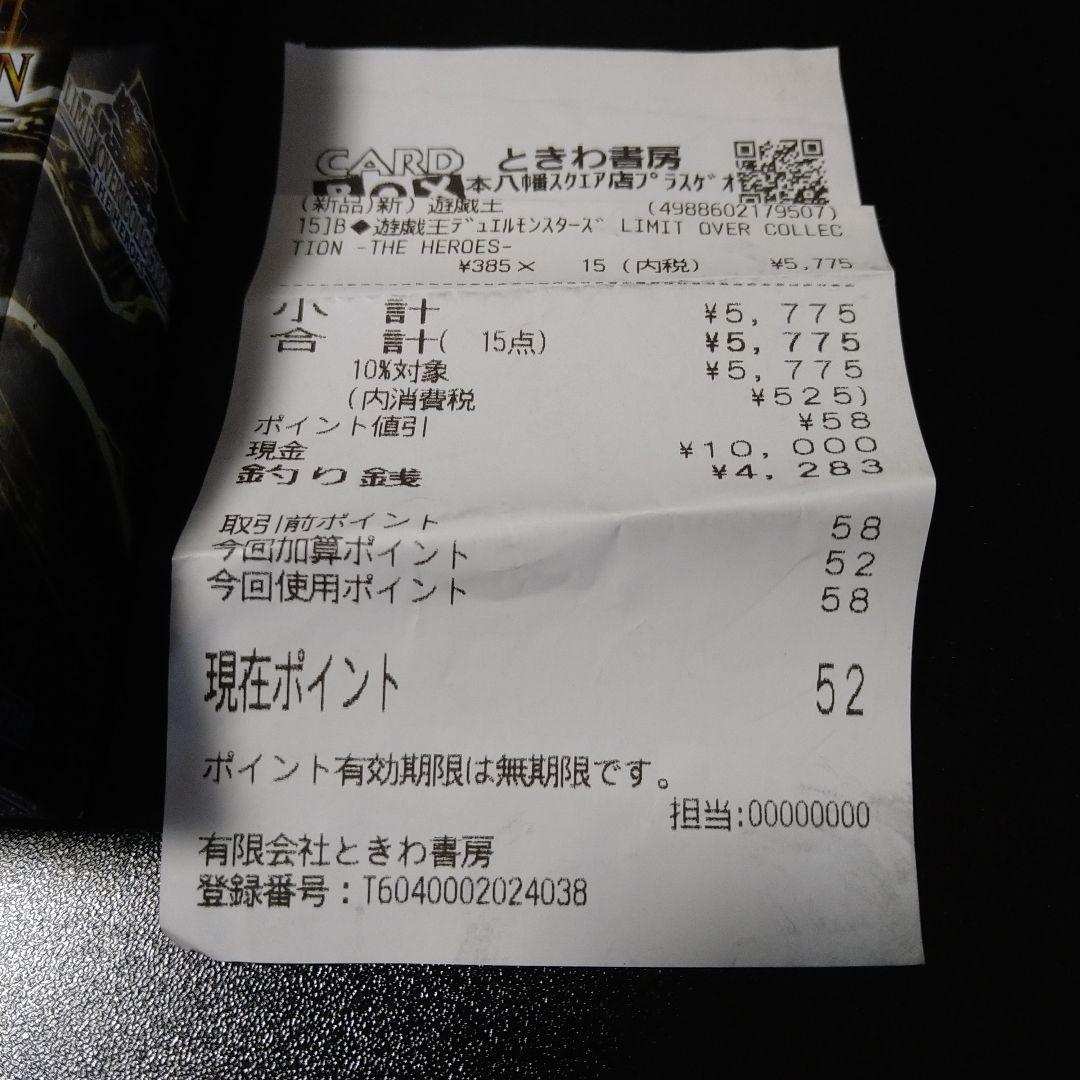 N
LIMIT OVER COLLECTION
THE HEROES
CARD ときわ書房
BOX 本八幡スクエア店プラスゲオ
(新品)新) 遊戯王 (4988602179507)
15]B◆遊戯王デュエルモンスターズ LIMIT OVER COLLEC
TION -THE HEROES-
¥385× 15(内税) ¥5,775
小 計 ¥5,775
合 計( 15点) ¥5,775
10%対象 ¥5,775
(内消費税 ¥525)
ポイント値引 ¥58
現金 ¥10,000
釣り銭 ¥4,283
取引前ポイント 58
今回加算ポイント 52
今回使用ポイント 58
現在ポイント 52
ポイント有効期限は無期限です。
担当:00000000
有限会社ときわ書房
登録番号:T6040002024038